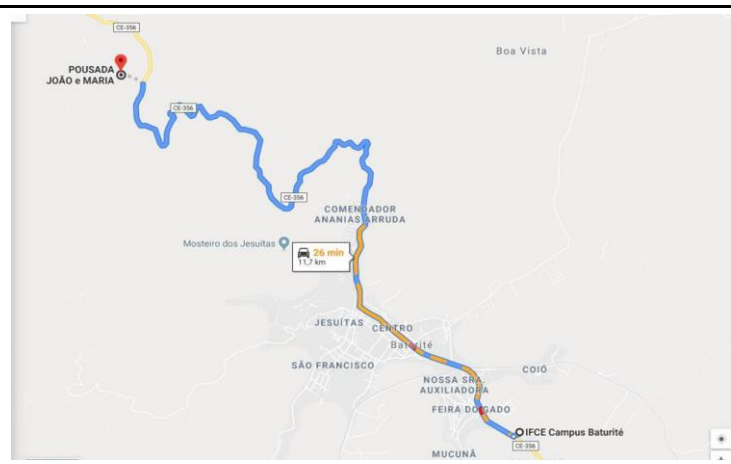 CE-356
Boa Vista
POUSADA
JOÃO e MARIA
CE-356
CE-356
COMENDADOR
ANANIAS ARRUDA
Mosteiro dos Jesuítas
26 min
11,7 km
JESUÍTAS
CENTRO
Baturité
SÃO FRANCISCO
COIÓ
NOSSA SRA.
AUXILIADORA
FEIRA DO GADO
IFCE Campus Baturité
CE-356
MUCUNÃ